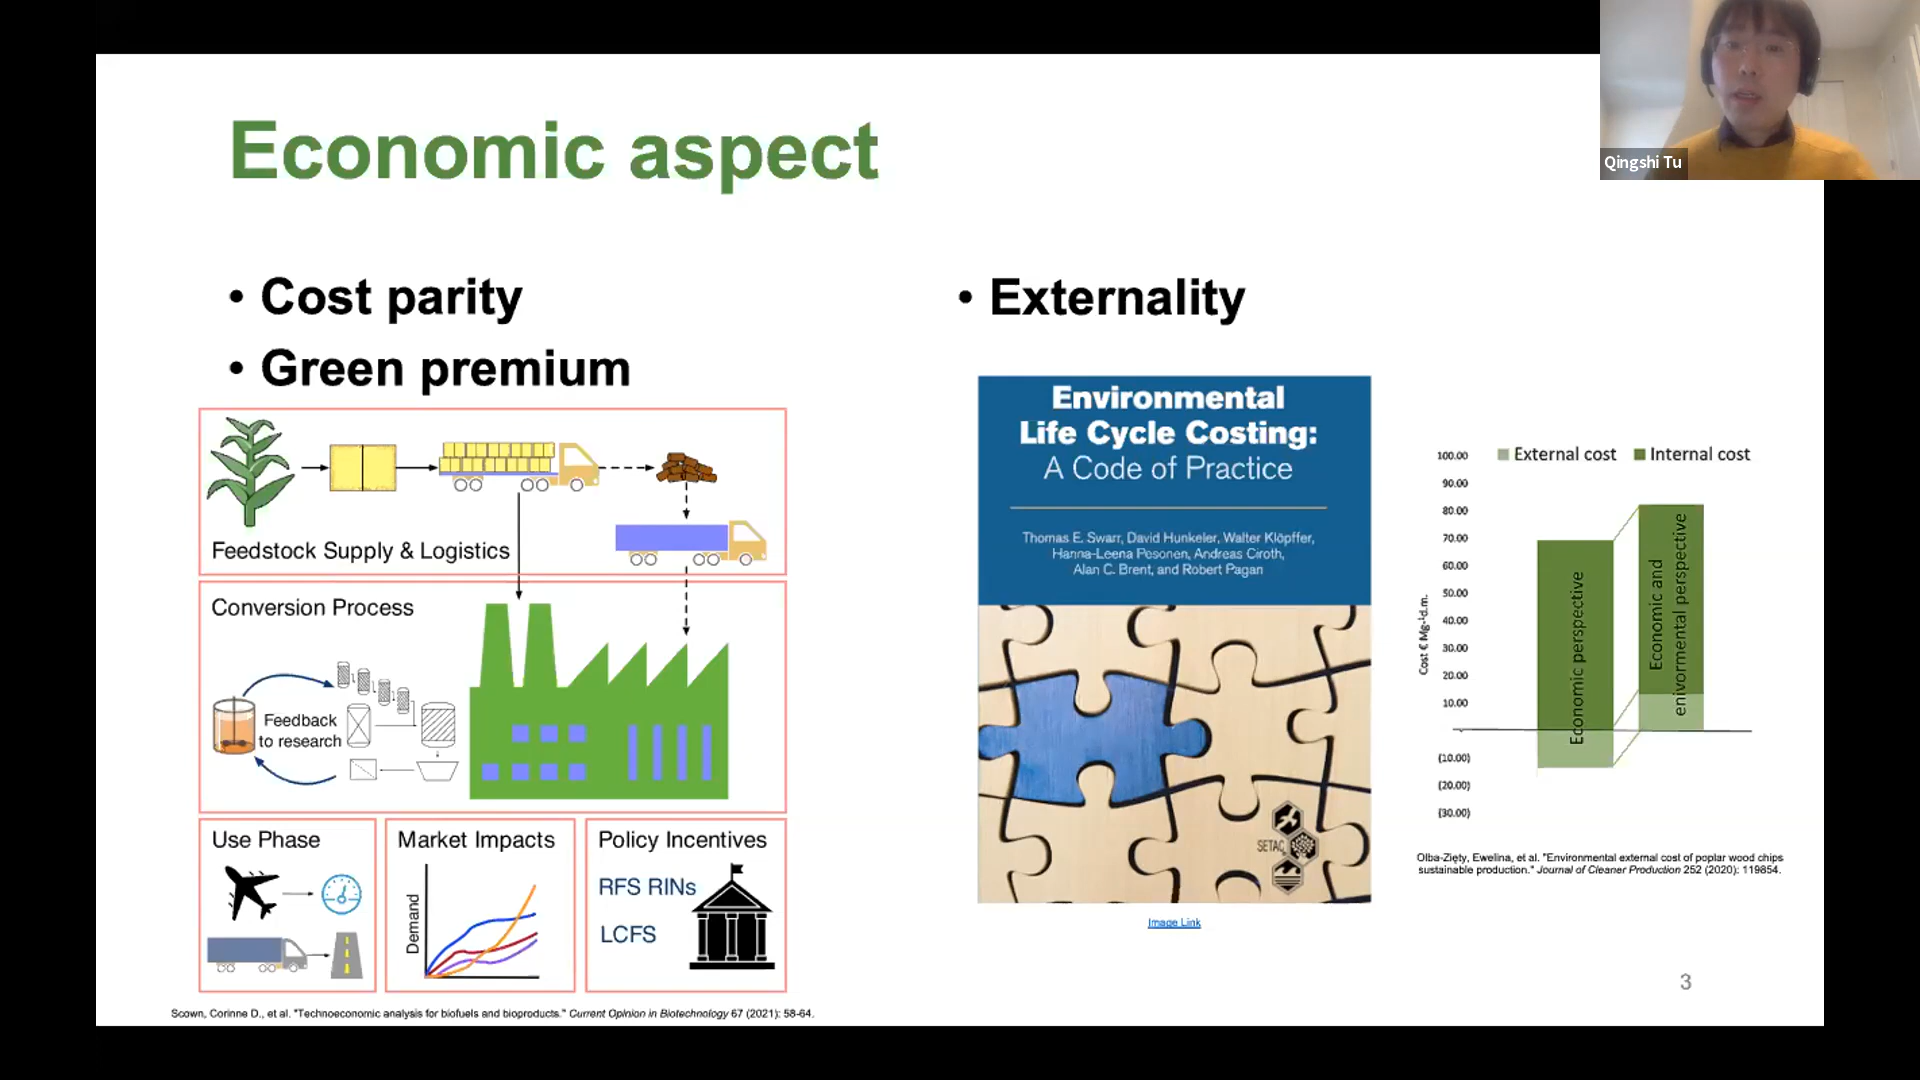 Economic aspect
Qingshi Tu
• Cost parity
• Green premium
Feedstock Supply & Logistics
Conversion Process
Feedback
to research
Use Phase
Market Impacts
Demand
Policy Incentives
RFS RINs
LCFS
Scown, Corinne D., et al. "Technoeconomic analysis for biofuels and bioproducts." Current Opinion in Biotechnology 67 (2021): 58-64.
• Externality
Environmental
Life Cycle Costing:
A Code of Practice
Thomas E. Swarr, David Hunkeler, Walter Klöpffer,
Hanna-Leena Pesonen, Andreas Ciroth,
Alan C. Brent, and Robert Pagan
SETAC
Image Link
External cost
Internal cost
Cost € Mg⁻¹d.m.
100.00
90.00
80.00
70.00
60.00
50.00
40.00
30.00
20.00
10.00
-
(10.00)
(20.00)
(30.00)
Economic perspective
Economic and
enivormental perspective
Olba-Zięty, Ewelina, et al. "Environmental external cost of poplar wood chips
sustainable production." Journal of Cleaner Production 252 (2020): 119854.
3